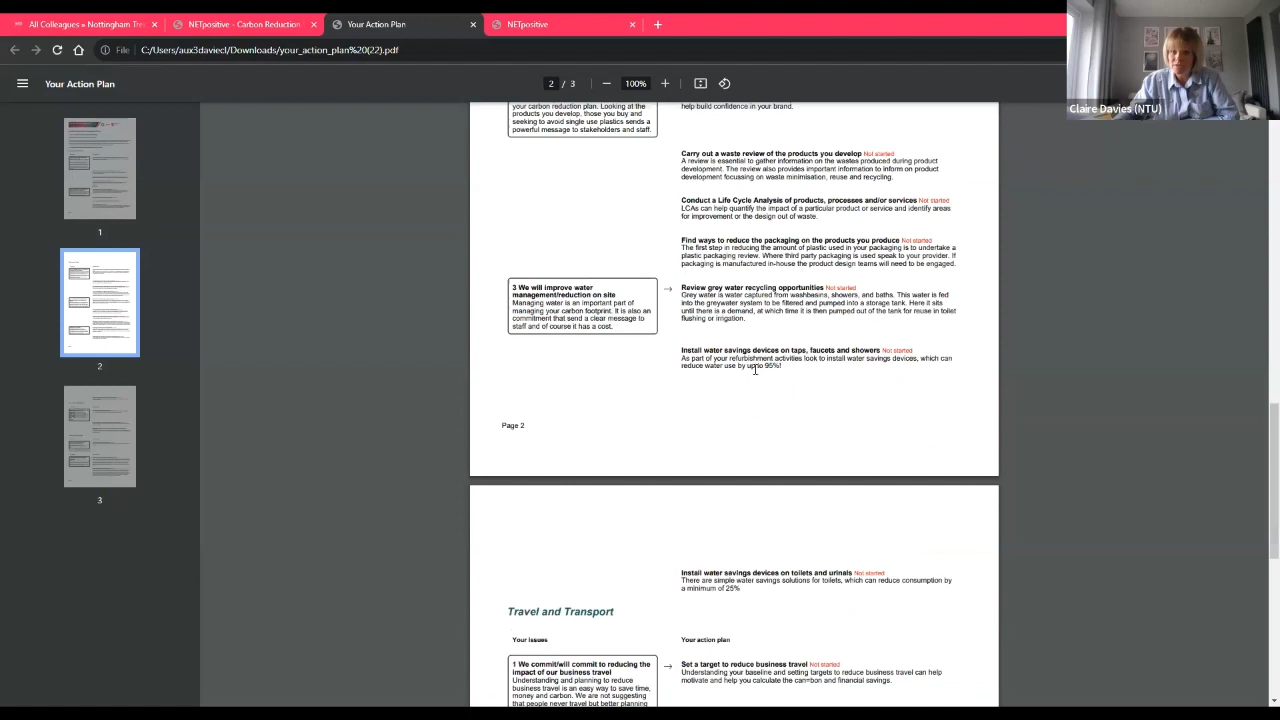 All Colleagues » Nottingham Tre
NETpositive - Carbon Reduction
Your Action Plan
NETpositive
File
C:/Users/aux3daviecl/Downloads/your_action_plan%20(22).pdf
Your Action Plan
2 / 3
100%
Claire Davies (NTU)
1
2
3
your carbon reduction plan. Looking at the
products you develop, those you buy and
seeking to avoid single use plastics sends a
powerful message to stakeholders and staff.
help build confidence in your brand.
Carry out a waste review of the products you develop Not started
A review is essential to gather information on the wastes produced during product
development. The review also provides important information to inform on product
development focussing on waste minimisation, reuse and recycling.
Conduct a Life Cycle Analysis of products, processes and/or services Not started
LCAs can help quantify the impact of a particular product or service and identify areas
for improvement or the design out of waste.
Find ways to reduce the packaging on the products you produce Not started
The first step in reducing the amount of plastic used in your packaging is to undertake a
plastic packaging review. Where third party packaging is used speak to your provider. If
packaging is manufactured in-house the product design teams will need to be engaged.
3 We will improve water
management/reduction on site
Managing water is an important part of
managing your carbon footprint. It is also an
commitment that send a clear message to
staff and of course it has a cost.
Review grey water recycling opportunities Not started
Grey water is water captured from washbasins, showers, and baths. This water is fed
into the greywater system to be filtered and pumped into a storage tank. Here it sits
until there is a demand, at which time it is then pumped out of the tank for reuse in toilet
flushing or irrigation.
Install water savings devices on taps, faucets and showers Not started
As part of your refurbishment activities look to install water savings devices, which can
reduce water use by upto 95%!
Page 2
Install water savings devices on toilets and urinals Not started
There are simple water savings solutions for toilets, which can reduce consumption by
a minimum of 25%
Travel and Transport
Your issues
Your action plan
1 We commit/will commit to reducing the
impact of our business travel
Understanding and planning to reduce
business travel is an easy way to save time,
money and carbon. We are not suggesting
that people never travel but better planning
Set a target to reduce business travel Not started
Understanding your baseline and setting targets to reduce business travel can help
motivate and help you calculate the can=bon and financial savings.